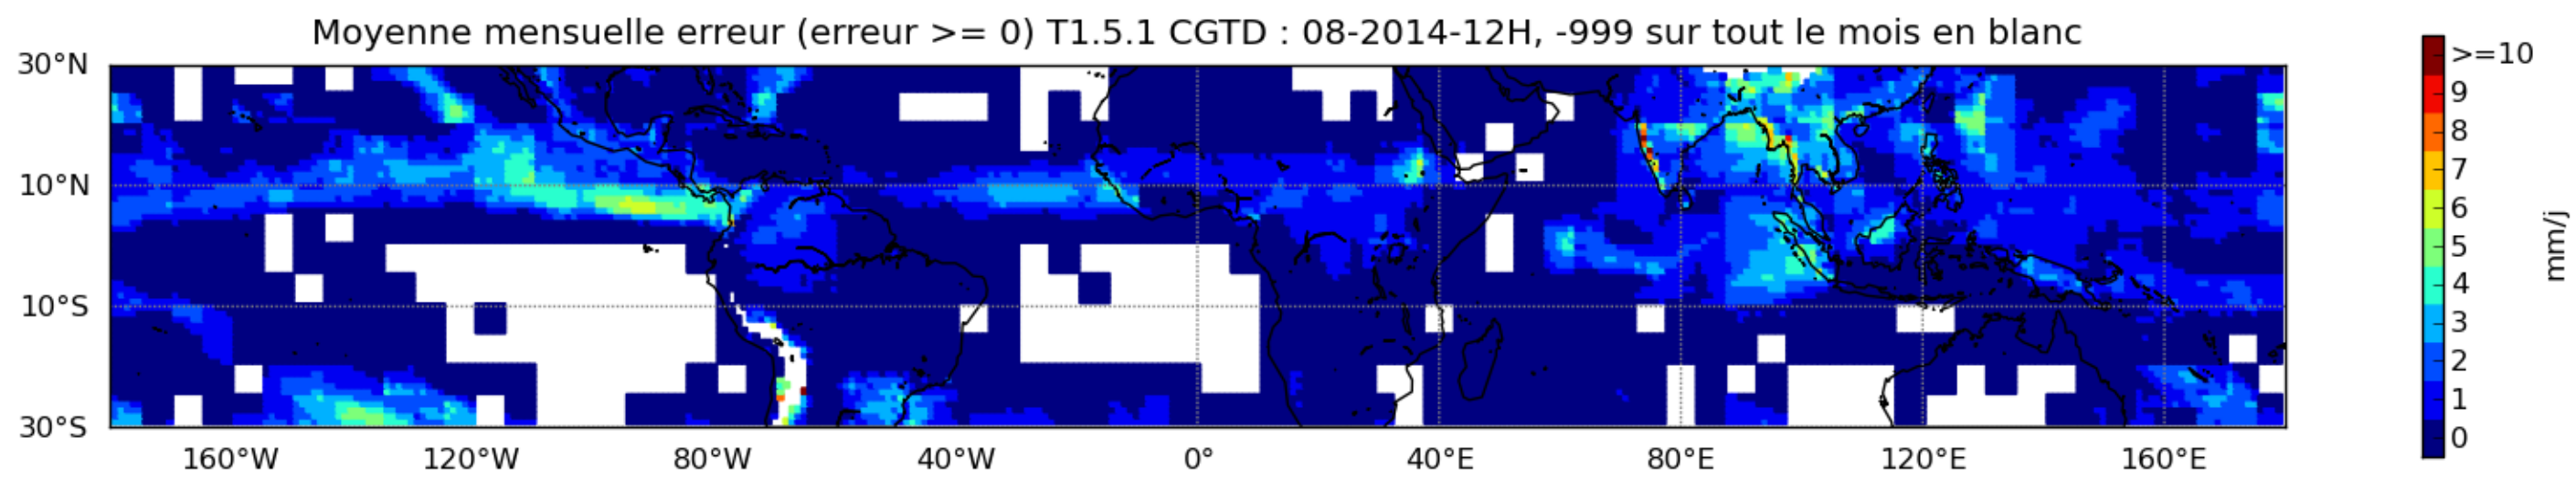 Moyenne mensuelle erreur (erreur >= 0) T1.5.1 CGTD : 08-2014-12H, -999 sur tout le mois en blanc
30°N
10°N
10°S
30°S
160°W 120°W 80°W 40°W 0° 40°E 80°E 120°E 160°E
>=10
9
8
7
6
5
4
3
2
1
0
mm/j